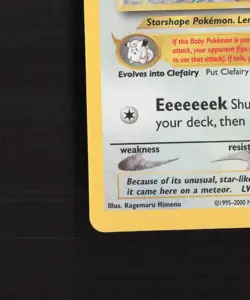 Starshape Pokémon. Len
If this Baby Pokémon is your
attack, your opponent flips a
to use that attack). If tails, y
Evolves into Clefairy Put Clefairy
Eeeeeeek Shu
your deck, then
weakness
resist
Because of its unusual, star-like
it came here on a meteor. LV
Illus. Kagemaru Himeno
©1995-2000 N